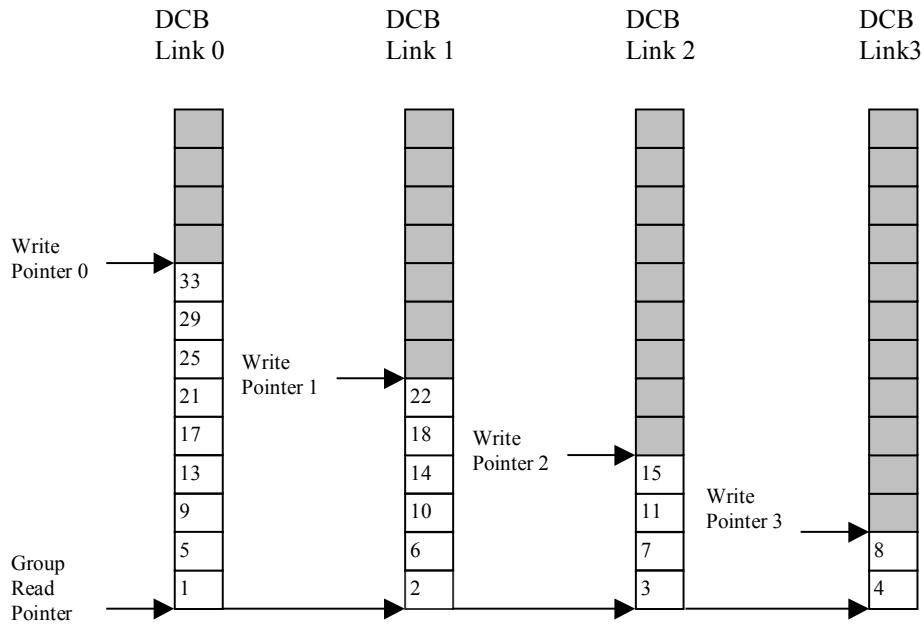 DCB
Link 0
DCB
Link 1
DCB
Link 2
DCB
Link3
Write
Pointer 0
33
29
25
21
17
13
9
5
1
Write
Pointer 1
22
18
14
10
6
2
Write
Pointer 2
15
11
7
3
Write
Pointer 3
8
4
Group
Read
Pointer